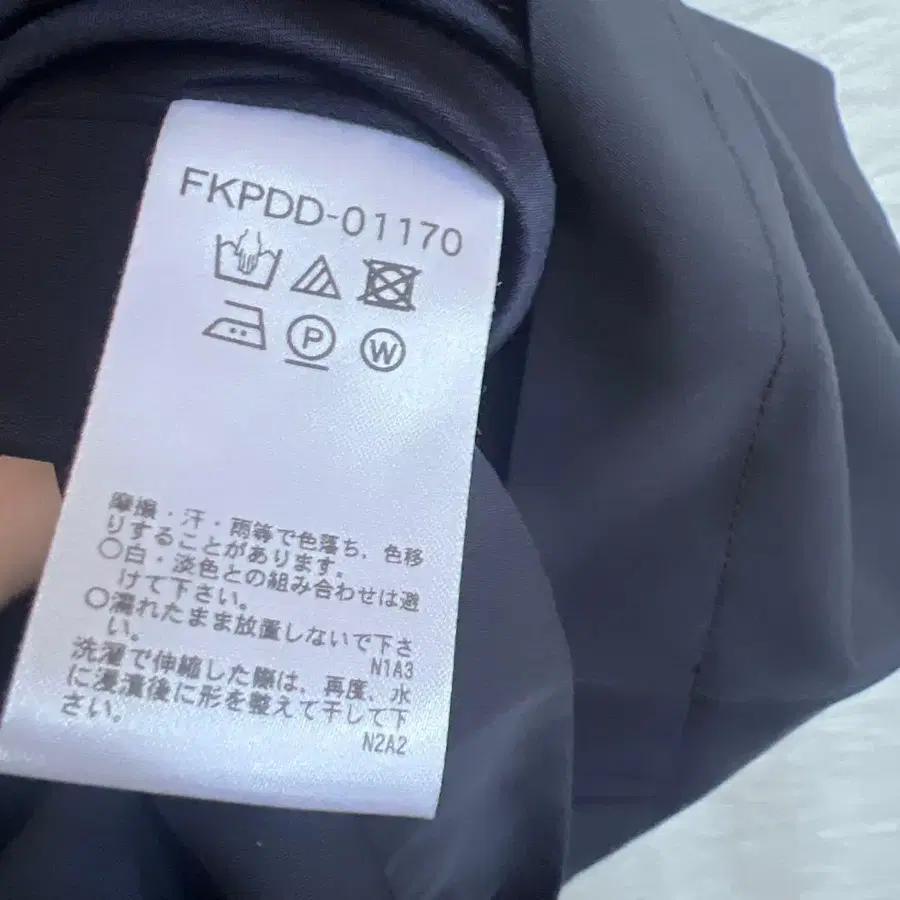 FKPDD-01170
P
W
摩擦・汗・雨等で色落ち、色移
りすることがあります。
○白・淡色との組み合わせは避
けて下さい。
○濡れたまま放置しないで下さ
い。
N1A3
洗濯で伸縮した際は、再度、水
に浸漬後に形を整えて干して下
さい。
N2A2